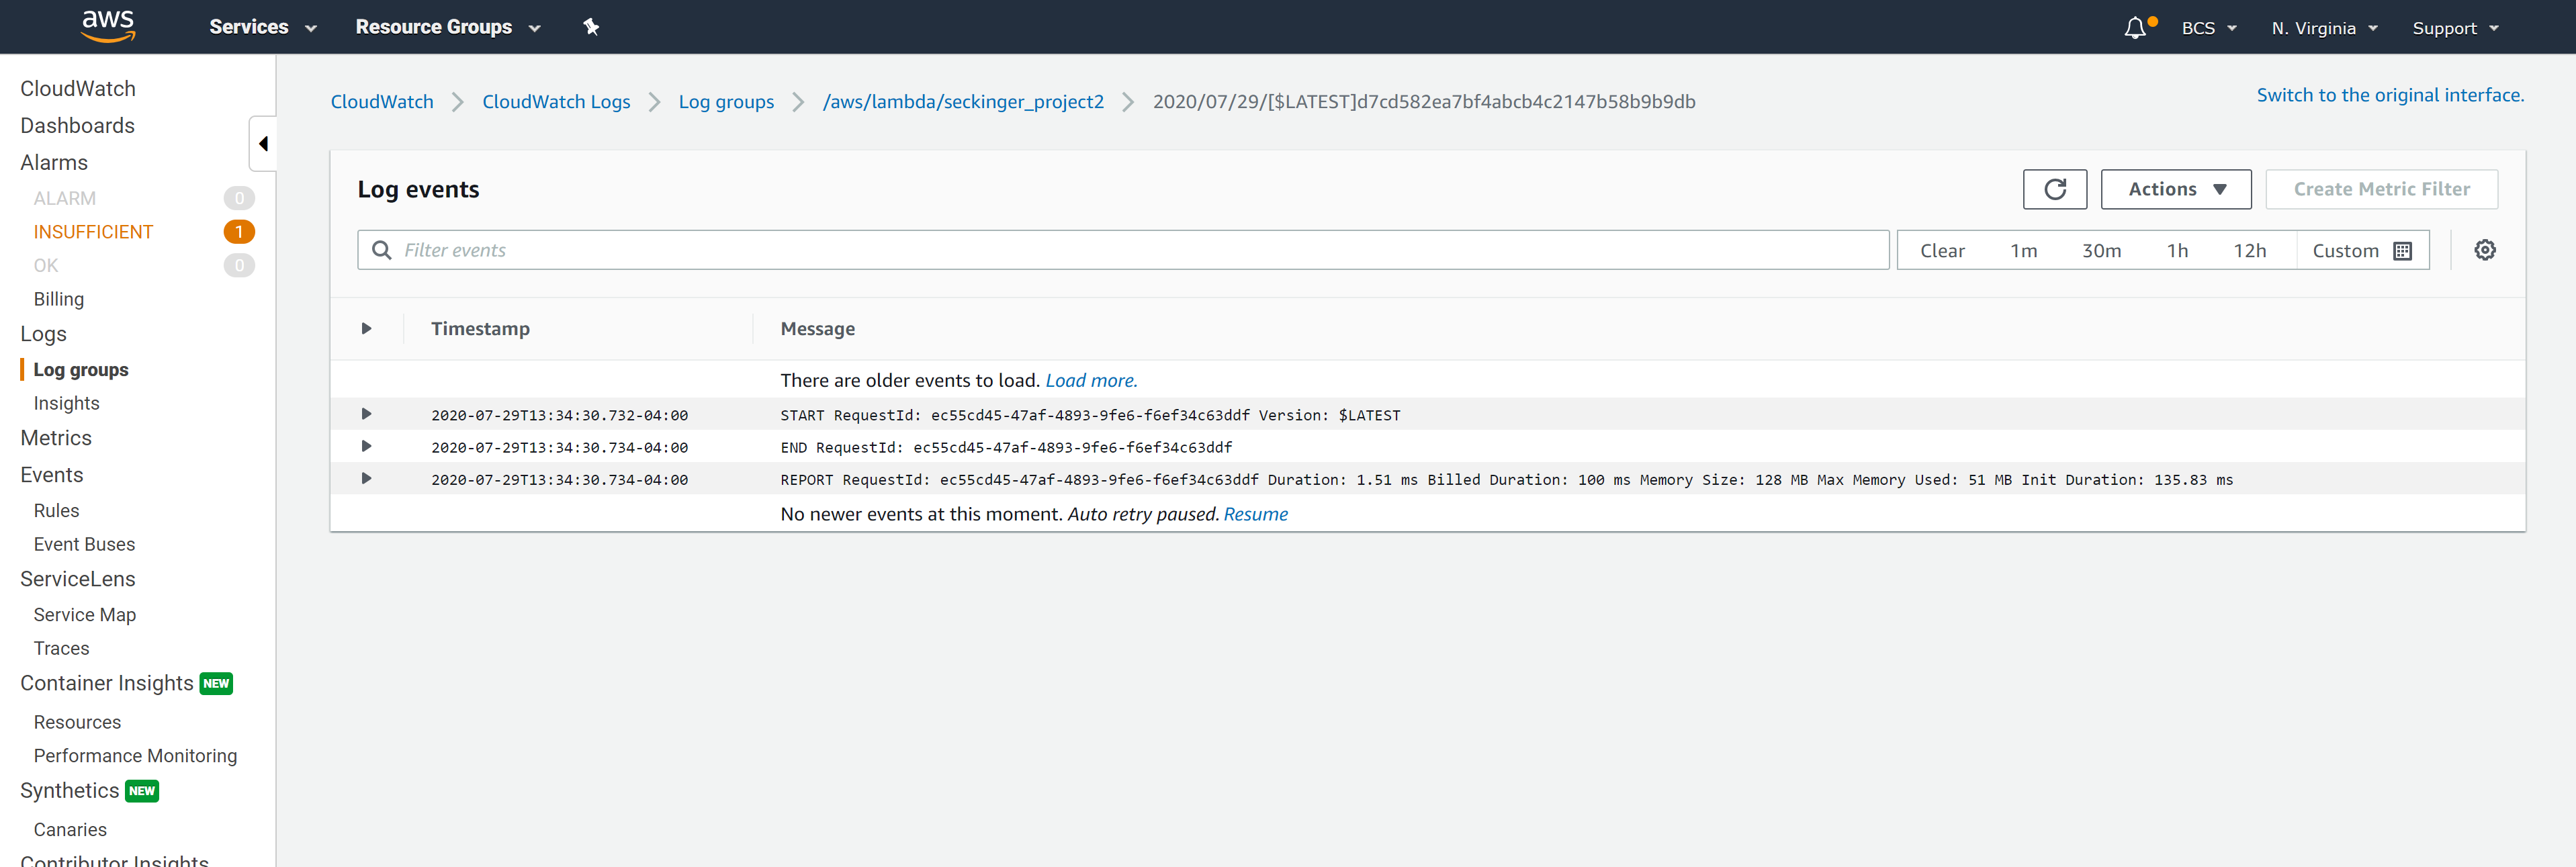 aws Services Resource Groups BCS N. Virginia Support
CloudWatch
Dashboards
Alarms
ALARM 0
INSUFFICIENT 1
OK 0
Billing
Logs
Log groups
Insights
Metrics
Events
Rules
Event Buses
ServiceLens
Service Map
Traces
Container Insights NEW
Resources
Performance Monitoring
Synthetics NEW
Canaries
Contributor Insights
CloudWatch CloudWatch Logs Log groups /aws/lambda/seckinger_project2 2020/07/29/[$LATEST]d7cd582ea7bf4abcb4c2147b58b9b9db
Switch to the original interface.
Log events
Actions Create Metric Filter
Filter events Clear 1m 30m 1h 12h Custom
Timestamp Message
There are older events to load. Load more.
2020-07-29T13:34:30.732-04:00 START RequestId: ec55cd45-47af-4893-9fe6-f6ef34c63ddf Version: $LATEST
2020-07-29T13:34:30.734-04:00 END RequestId: ec55cd45-47af-4893-9fe6-f6ef34c63ddf
2020-07-29T13:34:30.734-04:00 REPORT RequestId: ec55cd45-47af-4893-9fe6-f6ef34c63ddf Duration: 1.51 ms Billed Duration: 100 ms Memory Size: 128 MB Max Memory Used: 51 MB Init Duration: 135.83 ms
No newer events at this moment. Auto retry paused. Resume